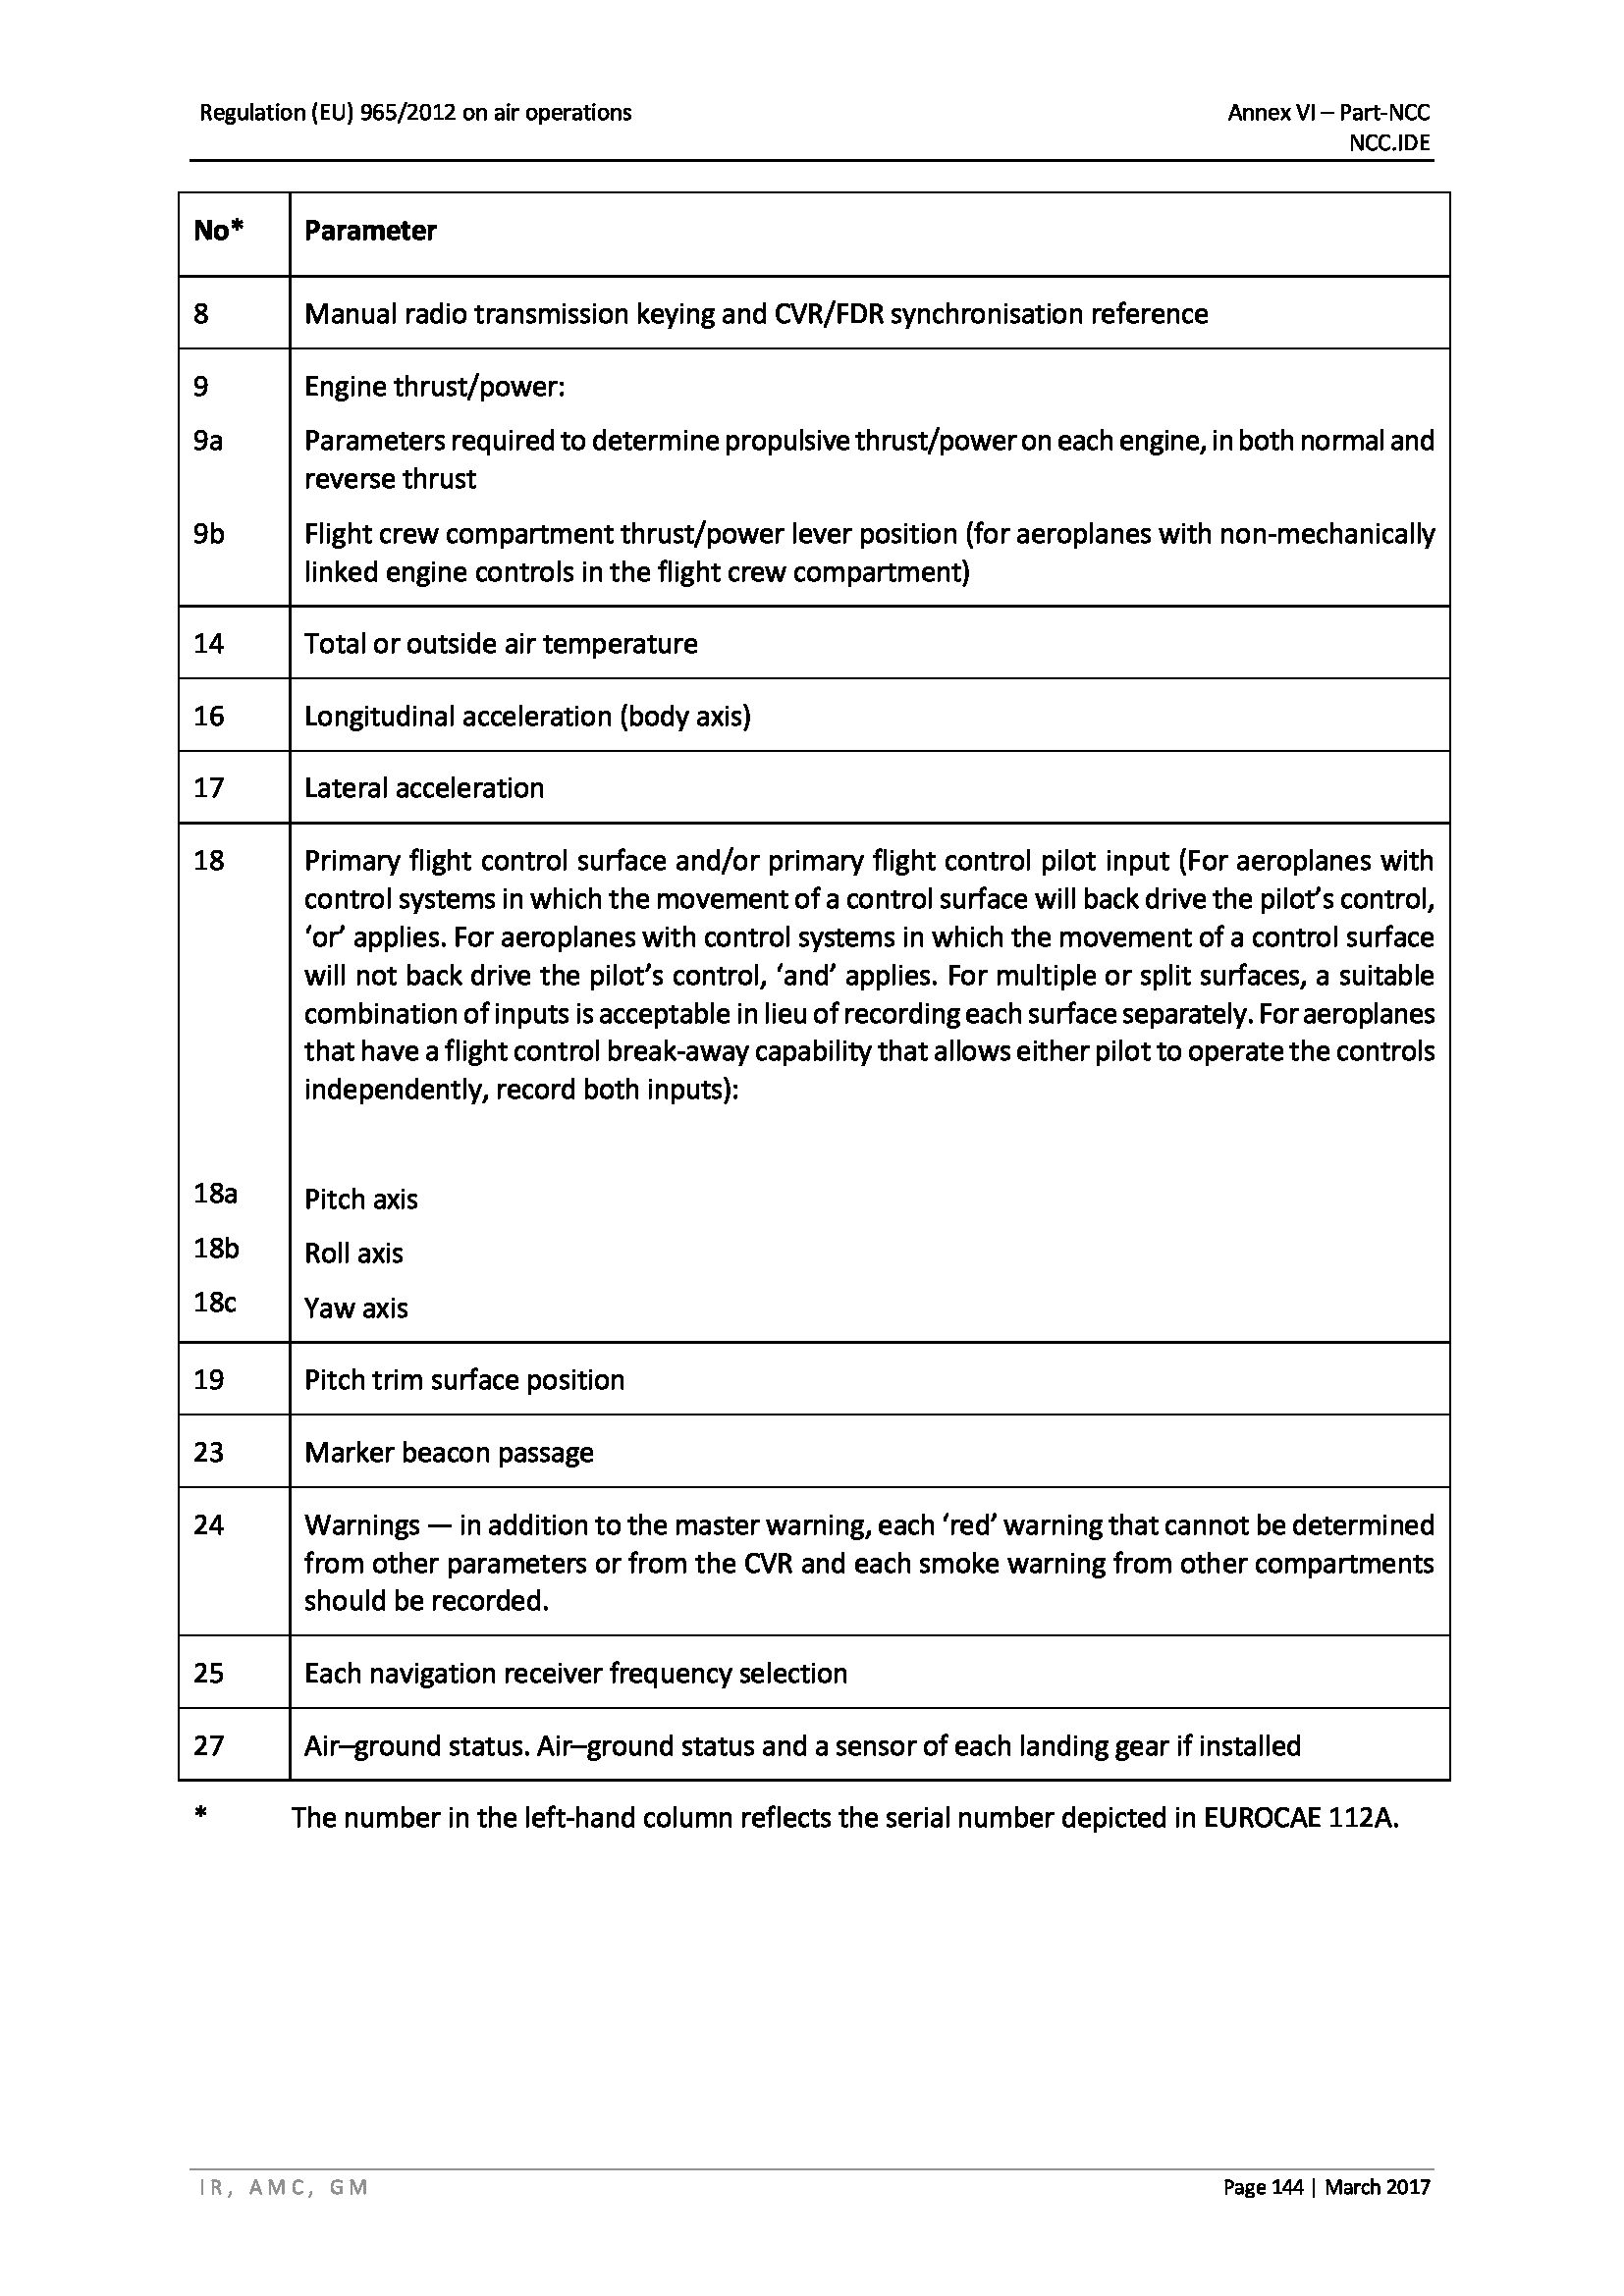 Regulation (EU) 965/2012 on air operations
Annex VI – Part-NCC
NCC.IDE
No* Parameter
8 Manual radio transmission keying and CVR/FDR synchronisation reference
9 Engine thrust/power:
9a Parameters required to determine propulsive thrust/power on each engine, in both normal and
reverse thrust
9b Flight crew compartment thrust/power lever position (for aeroplanes with non-mechanically
linked engine controls in the flight crew compartment)
14 Total or outside air temperature
16 Longitudinal acceleration (body axis)
17 Lateral acceleration
18 Primary flight control surface and/or primary flight control pilot input (For aeroplanes with
control systems in which the movement of a control surface will back drive the pilot’s control,
‘or’ applies. For aeroplanes with control systems in which the movement of a control surface
will not back drive the pilot’s control, ‘and’ applies. For multiple or split surfaces, a suitable
combination of inputs is acceptable in lieu of recording each surface separately. For aeroplanes
that have a flight control break-away capability that allows either pilot to operate the controls
independently, record both inputs):
18a Pitch axis
18b Roll axis
18c Yaw axis
19 Pitch trim surface position
23 Marker beacon passage
24 Warnings — in addition to the master warning, each ‘red’ warning that cannot be determined
from other parameters or from the CVR and each smoke warning from other compartments
should be recorded.
25 Each navigation receiver frequency selection
27 Air–ground status. Air–ground status and a sensor of each landing gear if installed
* The number in the left-hand column reflects the serial number depicted in EUROCAE 112A.
IR, AMC, GM
Page 144 | March 2017